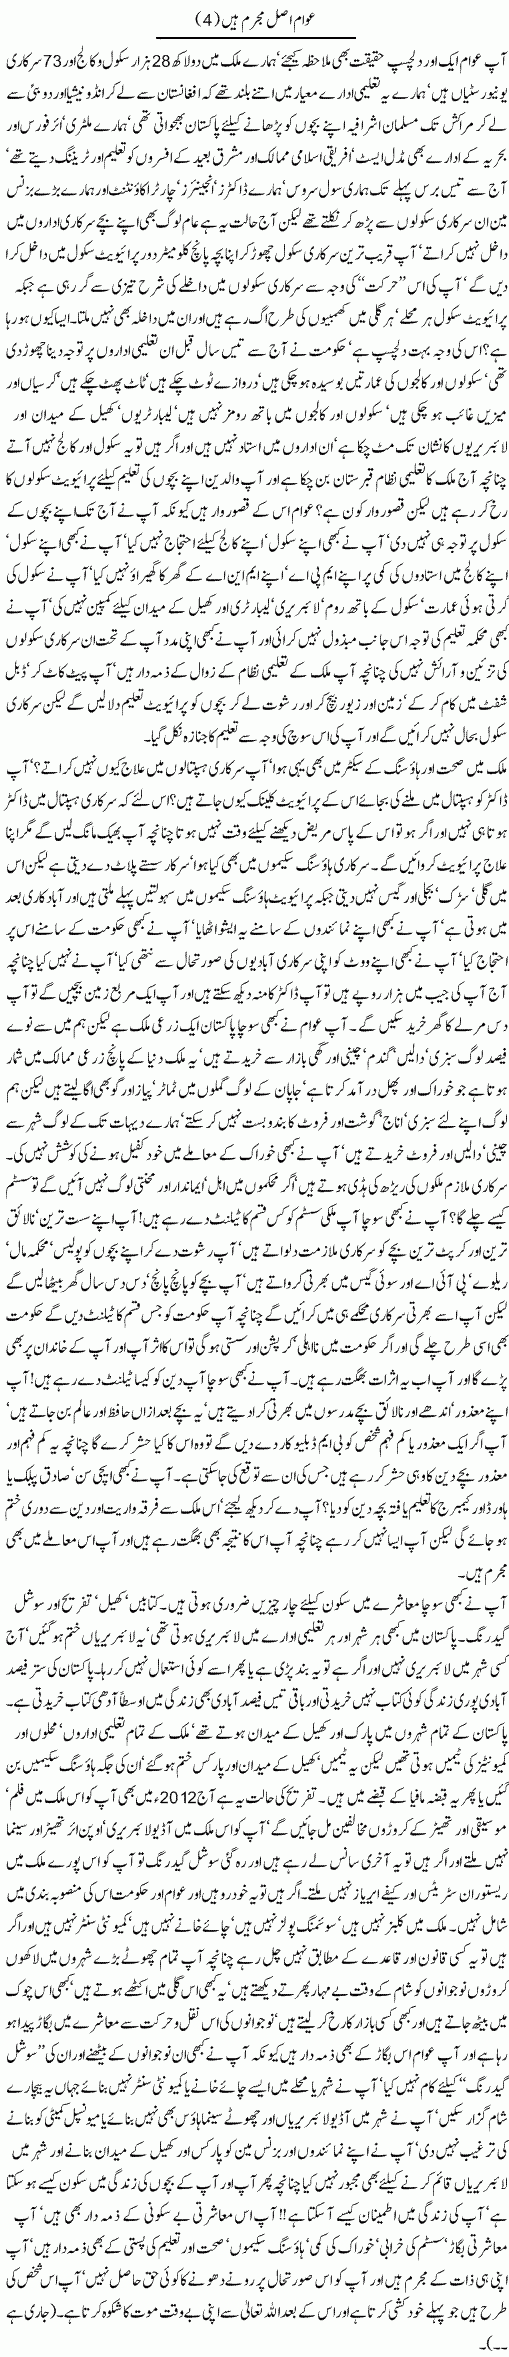 عوام اصل مجرم ہیں (4)
آپ عوام ایک اور دلچسپ حقیقت بھی ملاحظہ کیجئے‘ ہمارے ملک میں دو لاکھ 28 ہزار سکول و کالج اور 73 سرکاری
یونیورسٹیاں ہیں‘ ہمارے یہ تعلیمی ادارے معیار میں اتنے بلند تھے کہ افغانستان سے لے کر انڈونیشیا اور دوبئی سے
لے کر مراکش تک مسلمان اشرافیہ اپنے بچوں کو پڑھانے کیلئے پاکستان بھجواتی تھی‘ ہمارے ملٹری‘ ائرفورس اور
بحریہ کے ادارے بھی مڈل ایسٹ‘ افریقی اسلامی ممالک اور مشرق بعید کے افسروں کو تعلیم اور ٹریننگ دیتے تھے‘
آج سے تیس برس پہلے تک ہماری سول سروس‘ ہمارے ڈاکٹرز‘ انجینئرز‘ چارٹر اکاؤنٹنٹ اور ہمارے بڑے بزنس
مین ان سرکاری سکولوں سے پڑھ کر نکلتے تھے لیکن آج حالت یہ ہے عام لوگ بھی اپنے بچے سرکاری اداروں میں
داخل نہیں کراتے‘ آپ قریب ترین سرکاری سکول چھوڑ کر اپنا بچہ پانچ کلومیٹر دور پرائیویٹ سکول میں داخل کرا
دیں گے‘ آپ کی اس ’’حرکت‘‘ کی وجہ سے سرکاری سکولوں میں داخلے کی شرح تیزی سے گر رہی ہے جبکہ
پرائیویٹ سکول ہر محلے‘ ہر گلی میں کھمبیوں کی طرح اگ رہے ہیں اور ان میں داخلہ بھی نہیں ملتا۔ ایسا کیوں ہو رہا
ہے؟ اس کی وجہ بہت دلچسپ ہے‘ حکومت نے آج سے تیس سال قبل ان تعلیمی اداروں پر توجہ دینا چھوڑ دی
تھی‘ سکولوں اور کالجوں کی عمارتیں بوسیدہ ہو چکی ہیں‘ دروازے ٹوٹ چکے ہیں‘ ٹاٹ پھٹ چکے ہیں‘ کرسیاں اور
میزیں غائب ہو چکی ہیں‘ سکولوں اور کالجوں میں باتھ رومز نہیں ہیں‘ لیبارٹریوں‘ کھیل کے میدان اور
لائبریریوں کا نشان تک مٹ چکا ہے‘ ان اداروں میں استاد نہیں ہیں اور اگر ہیں تو یہ سکول اور کالج نہیں آتے
چنانچہ آج ملک کا تعلیمی نظام قبرستان بن چکا ہے اور آپ والدین اپنے بچوں کی تعلیم کیلئے پرائیویٹ سکولوں کا
رخ کر رہے ہیں لیکن قصور وار کون ہے؟ عوام اس کے قصور وار ہیں کیونکہ آپ نے آج تک اپنے بچوں کے
سکول پر توجہ ہی نہیں دی‘ آپ نے کبھی اپنے سکول‘ اپنے کالج کیلئے احتجاج نہیں کیا‘ آپ نے کبھی اپنے سکول‘
اپنے کالج میں استادوں کی کمی پر اپنے ایم پی اے‘ اپنے ایم این اے کے گھر کا گھیراؤ نہیں کیا‘ آپ نے سکول کی
گرتی ہوئی عمارت‘ سکول کے باتھ روم‘ لائبریری‘ لیبارٹری اور کھیل کے میدان کیلئے کمپین نہیں کی‘ آپ نے
کبھی محکمہ تعلیم کی توجہ اس جانب مبذول نہیں کرائی اور آپ نے کبھی اپنی مدد آپ کے تحت ان سرکاری سکولوں
کی تزئین و آرائش نہیں کی چنانچہ آپ ملک کے تعلیمی نظام کے زوال کے ذمہ دار ہیں‘ آپ پیٹ کاٹ کر‘ ڈبل
شفٹ میں کام کر کے‘ زمین اور زیور بیچ کر اور رشوت لے کر بچوں کو پرائیویٹ تعلیم دلا لیں گے لیکن سرکاری
سکول بحال نہیں کرائیں گے اور آپ کی اس سوچ کی وجہ سے تعلیم کا جنازہ نکل گیا۔
ملک میں صحت اور ہاؤسنگ کے سیکٹر میں بھی یہی ہوا‘ آپ سرکاری ہسپتالوں میں علاج کیوں نہیں کراتے؟‘ آپ
ڈاکٹر کو ہسپتال میں ملنے کی بجائے اس کے پرائیویٹ کلینک کیوں جاتے ہیں؟ اس لئے کہ سرکاری ہسپتال میں ڈاکٹر
ہوتا ہی نہیں اور اگر ہو تو اس کے پاس مریض دیکھنے کیلئے وقت نہیں ہوتا چنانچہ آپ بھیک مانگ لیں گے مگر اپنا
علاج پرائیویٹ کروائیں گے۔ سرکاری ہاؤسنگ سکیموں میں بھی کیا ہوا‘ سرکار سستے پلاٹ دے دیتی ہے لیکن اس
میں گلی‘ سڑک‘ بجلی اور گیس نہیں دیتی جبکہ پرائیویٹ ہاؤسنگ سکیموں میں سہولتیں پہلے ملتی ہیں اور آبادکاری بعد
میں ہوتی ہے‘ آپ نے کبھی اپنے نمائندوں کے سامنے یہ ایشو اٹھایا‘ آپ نے کبھی حکومت کے سامنے اس پر
احتجاج کیا‘ آپ نے کبھی اپنے ووٹ کو اپنی سرکاری آبادیوں کی صورتحال سے نتھی کیا‘ آپ نے نہیں کیا چنانچہ
آج آپ کی جیب میں ہزار روپے ہیں تو آپ ڈاکٹر کا منہ دیکھ سکتے ہیں اور آپ ایک مربع زمین بیچیں گے تو آپ
دس مرلے کا گھر خرید سکیں گے۔ آپ عوام نے کبھی سوچا پاکستان ایک زرعی ملک ہے لیکن ہم میں سے نوے
فیصد لوگ سبزی‘ دالیں‘ گندم‘ چینی اور گھی بازار سے خریدتے ہیں‘ یہ ملک دنیا کے پانچ زرعی ممالک میں شمار
ہوتا ہے جو خوراک اور پھل درآمد کرتا ہے‘ جاپان کے لوگ گملوں میں ٹماٹر‘ پیاز اور گوبھی اگا لیتے ہیں لیکن ہم
لوگ اپنے لئے سبزی‘ اناج‘ گوشت اور فروٹ کا بندوبست نہیں کر سکتے‘ ہمارے دیہات تک کے لوگ شہر سے
چینی‘ دالیں اور فروٹ خریدتے ہیں‘ آپ نے کبھی خوراک کے معاملے میں خود کفیل ہونے کی کوشش نہیں کی۔
سرکاری ملازم ملکوں کی ریڑھ کی ہڈی ہوتے ہیں‘ اگر محکموں میں اہل‘ ایماندار اور محنتی لوگ نہیں آئیں گے تو سسٹم
کیسے چلے گا؟ آپ نے کبھی سوچا آپ ملکی سسٹم کو کس قسم کا ٹیلنٹ دے رہے ہیں! آپ اپنے سست ترین‘ نالائق
ترین اور کرپٹ ترین بچے کو سرکاری ملازمت دلواتے ہیں‘ آپ رشوت دے کر اپنے بچوں کو پولیس‘ محکمہ مال‘
ریلوے‘ پی آئی اے اور سوئی گیس میں بھرتی کرواتے ہیں‘ آپ بچے کو پانچ پانچ‘ دس دس سال گھر بیٹھا لیں گے
لیکن آپ اسے بھرتی سرکاری محکمے ہی میں کرائیں گے چنانچہ آپ حکومت کو جس قسم کا ٹیلنٹ دیں گے حکومت
بھی اسی طرح چلے گی اور اگر حکومت میں نااہلی‘ کرپشن اور سستی ہو گی تو اس کا اثر آپ اور آپ کے خاندان پر بھی
پڑے گا اور آپ اب یہ اثرات بھگت رہے ہیں۔ آپ نے کبھی سوچا آپ دین کو کیسا ٹیلنٹ دے رہے ہیں! آپ
اپنے معذور‘ اندھے اور نالائق بچے مدرسوں میں بھرتی کرا دیتے ہیں‘ یہ بچے بعد ازاں حافظ اور عالم بن جاتے ہیں‘
آپ اگر ایک معذور یا کم فہم شخص کو بی ایم ڈبلیو کار دے دیں گے تو وہ اس کا کیا حشر کرے گا چنانچہ یہ کم فہم اور
معذور بچے دین کا وہی حشر کر رہے ہیں جس کی ان سے توقع کی جا سکتی ہے۔ آپ نے کبھی ایچی سن‘ صادق پبلک یا
ہاورڈ اور کیمبرج کا تعلیم یافتہ بچہ دین کو دیا؟ آپ دے کر دیکھ لیجئے‘ اس ملک سے فرقہ واریت اور دین سے دوری ختم
ہو جائے گی لیکن آپ ایسا نہیں کر رہے چنانچہ آپ اس کا نتیجہ بھی بھگت رہے ہیں اور آپ اس معاملے میں بھی
مجرم ہیں۔
آپ نے کبھی سوچا معاشرے میں سکون کیلئے چار چیزیں ضروری ہوتی ہیں۔ کتابیں‘ کھیل‘ تفریح اور سوشل
گیدرنگ۔ پاکستان میں کبھی ہر شہر اور ہر تعلیمی ادارے میں لائبریری ہوتی تھی‘ یہ لائبریریاں ختم ہو گئیں‘ آج
کسی شہر میں لائبریری نہیں اور اگر ہے تو یہ بند پڑی ہے یا پھر اسے کوئی استعمال نہیں کر رہا۔ پاکستان کی ستر فیصد
آبادی پوری زندگی کوئی کتاب نہیں خریدتی اور باقی تیس فیصد آبادی بھی زندگی میں اوسطاً آدھی کتاب خریدتی ہے۔
پاکستان کے تمام شہروں میں پارک اور کھیل کے میدان ہوتے تھے‘ ملک کے تمام تعلیمی اداروں‘ محلوں اور
کمیونٹیز کی ٹیمیں ہوتی تھیں لیکن یہ ٹیمیں‘ کھیل کے میدان اور پارکس ختم ہو گئے‘ ان کی جگہ ہاؤسنگ سکیمیں بن
گئیں یا پھر یہ قبضہ مافیا کے قبضے میں ہیں۔ تفریح کی حالت یہ ہے آج 2012ء میں بھی آپ کو اس ملک میں فلم‘
موسیقی اور تھیٹر کے کروڑوں مخالفین مل جائیں گے‘ آپ کو اس ملک میں آڈیو لائبریری‘ اوپن ائر تھیٹر اور سینما
نہیں ملتے اور اگر ہیں تو یہ آخری سانس لے رہے ہیں اور رہ گئی سوشل گیدرنگ تو آپ کو اس پورے ملک میں
ریستوران سٹریٹس اور کیفے ایریاز نہیں ملتے۔ اگر ہیں تو یہ خودرو ہیں اور عوام اور حکومت اس کی منصوبہ بندی میں
شامل نہیں۔ ملک میں کلبز نہیں ہیں‘ سوئمنگ پولز نہیں ہیں‘ چائے خانے نہیں ہیں‘ کمیونٹی سنٹر نہیں ہیں اور اگر
ہیں تو یہ کسی قانون اور قاعدے کے مطابق نہیں چل رہے چنانچہ آپ تمام چھوٹے بڑے شہروں میں لاکھوں
کروڑوں نوجوانوں کو شام کے وقت بے مہار پھرتے دیکھتے ہیں‘ یہ کبھی اس گلی میں اکٹھے ہوتے ہیں‘ کبھی اس چوک
میں بیٹھ جاتے ہیں اور کبھی کسی بازار کا رخ کر لیتے ہیں‘ نوجوانوں کی اس نقل و حرکت سے معاشرے میں بگاڑ پیدا ہو
رہا ہے اور آپ عوام اس بگاڑ کے بھی ذمہ دار ہیں کیونکہ آپ نے کبھی ان نوجوانوں کے بیٹھنے اور ان کی ’’سوشل
گیدرنگ‘‘ کیلئے کام نہیں کیا‘ آپ نے شہر یا محلے میں ایسے چائے خانے یا کمیونٹی سنٹر نہیں بنائے جہاں یہ بیچارے
شام گزار سکیں‘ آپ نے شہر میں آڈیو لائبریریاں اور چھوٹے سینما ہاؤس بھی نہیں بنائے یا میونسپل کمیٹی کو بنانے
کی ترغیب نہیں دی‘ آپ نے اپنے نمائندوں اور بزنس مین کو پارکس اور کھیل کے میدان بنانے اور شہر میں
لائبریریاں قائم کرنے کیلئے بھی مجبور نہیں کیا چنانچہ پھر آپ اور آپ کے بچوں کی زندگی میں سکون کیسے ہو سکتا
ہے‘ آپ کی زندگی میں اطمینان کیسے آ سکتا ہے!! آپ اس معاشرتی بے سکونی کے ذمہ دار بھی ہیں‘ آپ
معاشرتی بگاڑ‘ سسٹم کی خرابی‘ خوراک کی کمی‘ ہاؤسنگ سکیموں‘ صحت اور تعلیم کی پستی کے بھی ذمہ دار ہیں‘ آپ
اپنی ہی ذات کے مجرم ہیں اور آپ کو اس صورتحال پر رونے دھونے کا کوئی حق حاصل نہیں‘ آپ اس شخص کی
طرح ہیں جو پہلے خودکشی کرتا ہے اور اس کے بعد اللہ تعالیٰ سے اپنی بے وقت موت کا شکوہ کرتا ہے۔ (جاری ہے
۔۔)۔